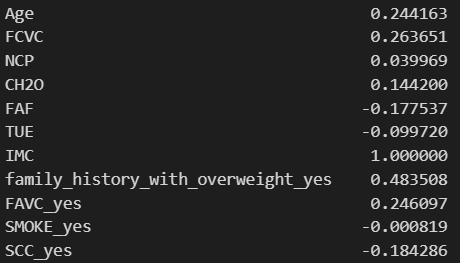 Age 0.244163
FCVC 0.263651
NCP 0.039969
CH2O 0.144200
FAF -0.177537
TUE -0.099720
IMC 1.000000
family_history_with_overweight_yes 0.483508
FAVC_yes 0.246097
SMOKE_yes -0.000819
SCC_yes -0.184286